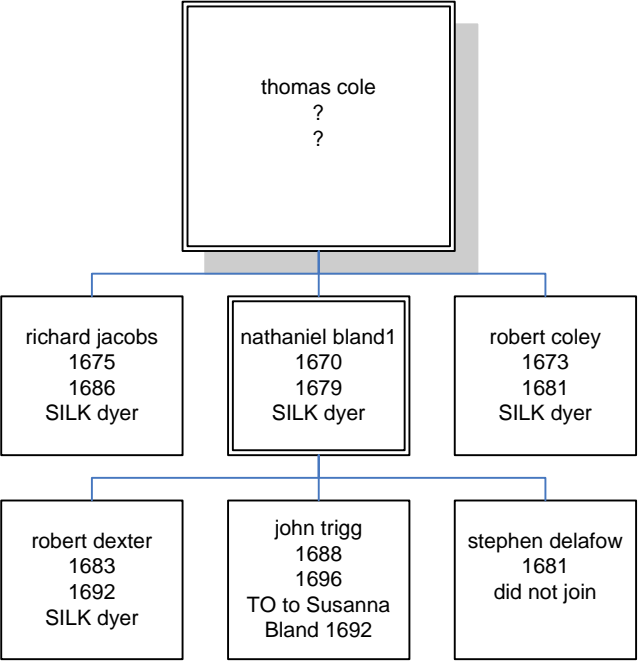 thomas cole
?
?
richard jacobs
1675
1686
SILK dyer
nathaniel bland1
1670
1679
SILK dyer
robert coley
1673
1681
SILK dyer
robert dexter
1683
1692
SILK dyer
john trigg
1688
1696
TO to Susanna
Bland 1692
stephen delafow
1681
did not join